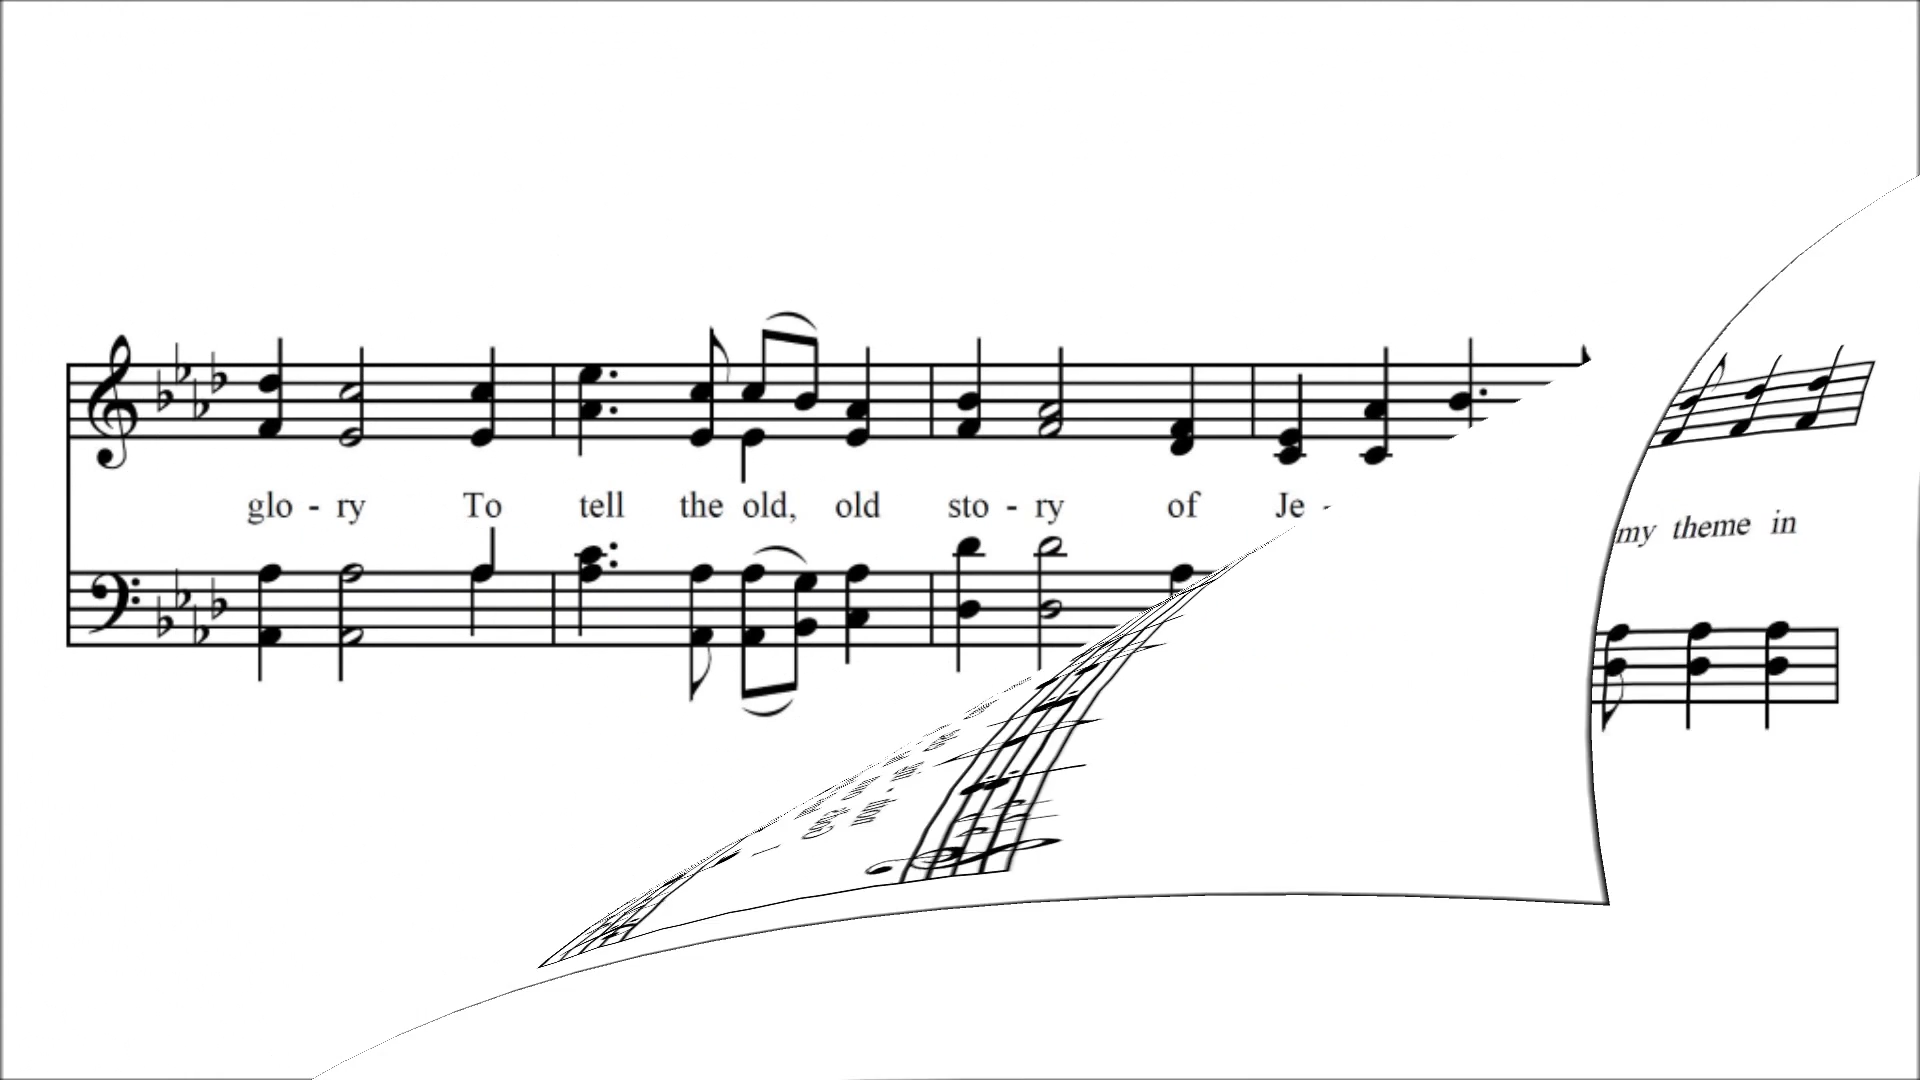 glo - ry To tell the old, old sto - ry of Je -
my theme in